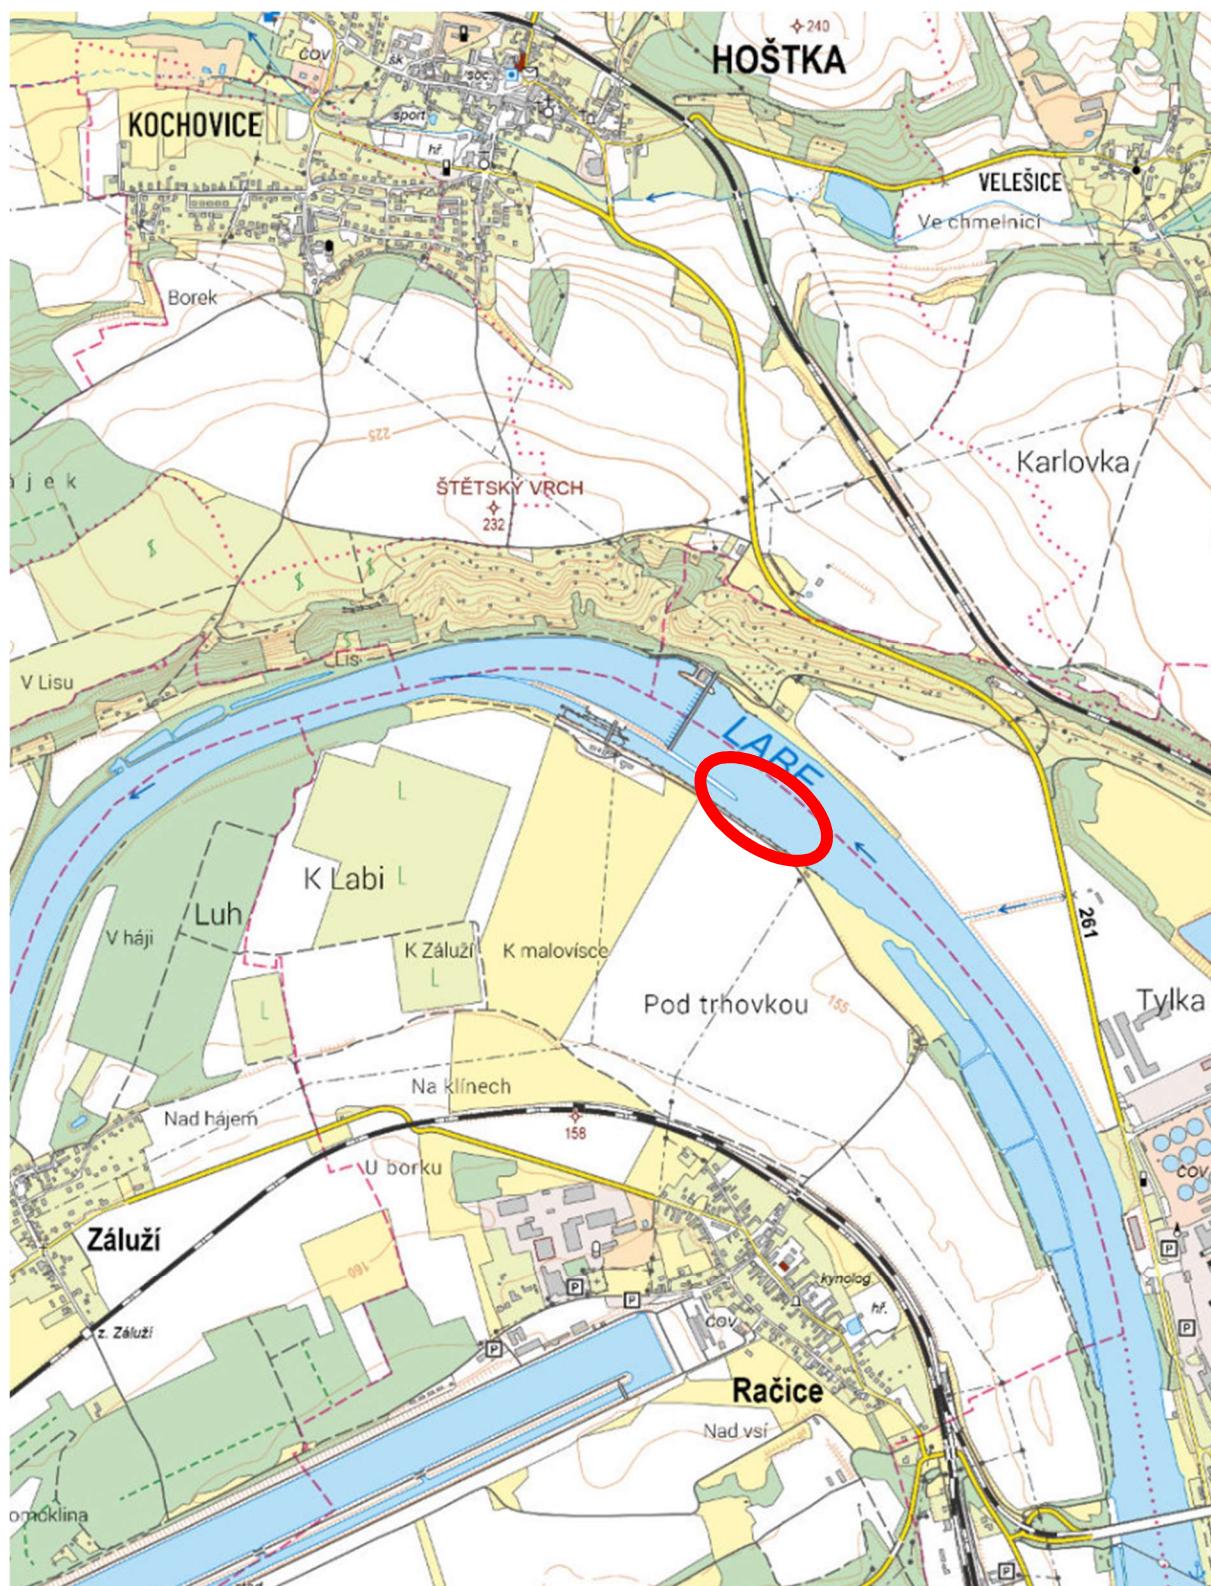 240
HOŠTKA
ČOV
šk
soc.
KOCHOVICE
sport
hř.
VELEŠICE
Ve chmelnici
Borek
225
Karlovka
ájek
ŠTĚTSKÝ VRCH
232
V Lisu
Lis
LABE
K Labi
L
L
Luh
V háji
K Záluží
L
K malovísce
261
L
Pod trhovkou
155
Tylka
Na klínech
Nad hájem
158
U borku
ČOV
Záluží
160
kynolog
hř.
P
P
P
P
z. Záluží
ČOV
P
Račice
Nad vsí
omoklina
P